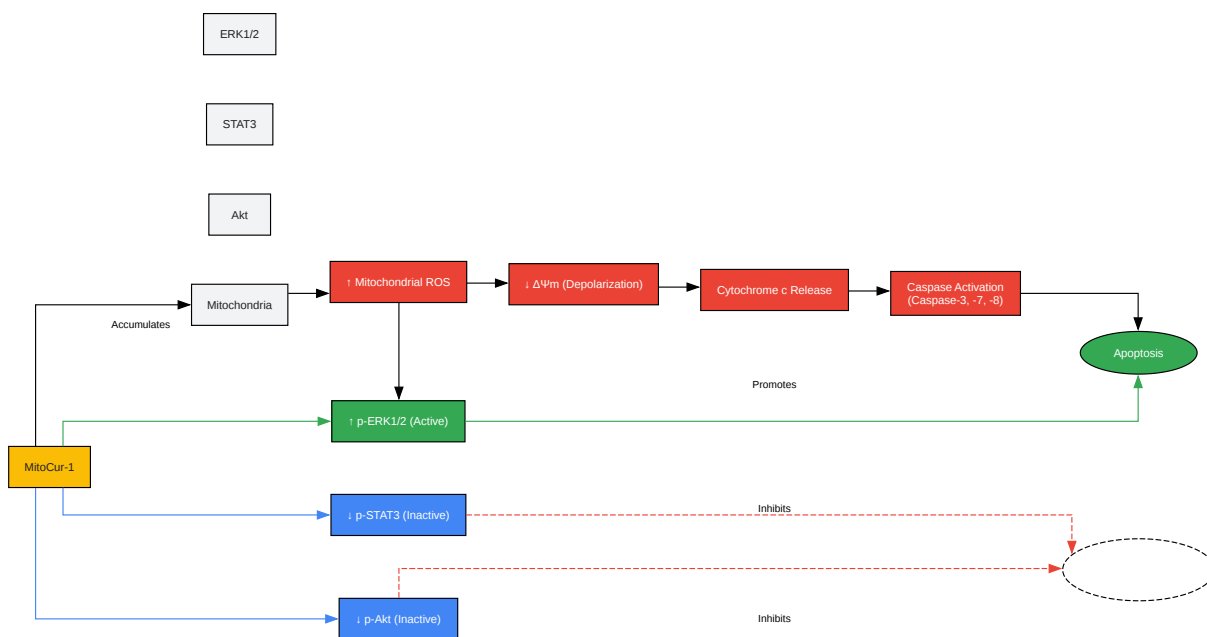 ERK1/2
STAT3
Akt
Mitochondria
↑ Mitochondrial ROS
↓ ΔΨm (Depolarization)
Cytochrome c Release
Caspase Activation
(Caspase-3, -7, -8)
Accumulates
Apoptosis
Promotes
↑ p-ERK1/2 (Active)
MitoCur-1
↓ p-STAT3 (Inactive)
Inhibits
↓ p-Akt (Inactive)
Inhibits